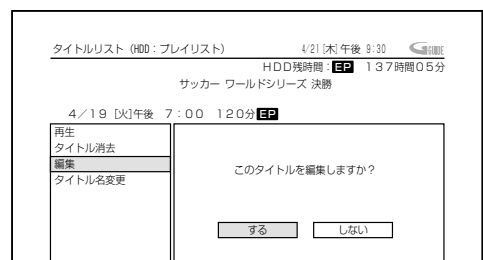 タイトルリスト（HDD：プレイリスト） 4/21[木]午後 9:30 G GUIDE
HDD残時間：EP 137時間05分
サッカー ワールドシリーズ 決勝
4／19［火]午後 7：00 120分EP
再生
タイトル消去
編集
タイトル名変更
このタイトルを編集しますか？
する しない